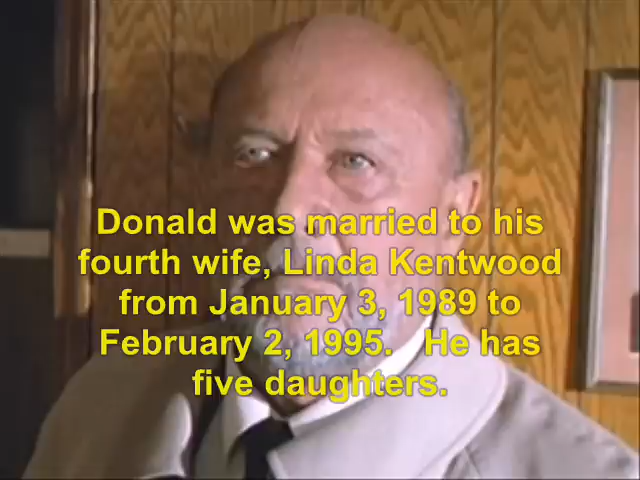 Donald was married to his
fourth wife, Linda Kentwood
from January 3, 1989 to
February 2, 1995.   He has
five daughters.